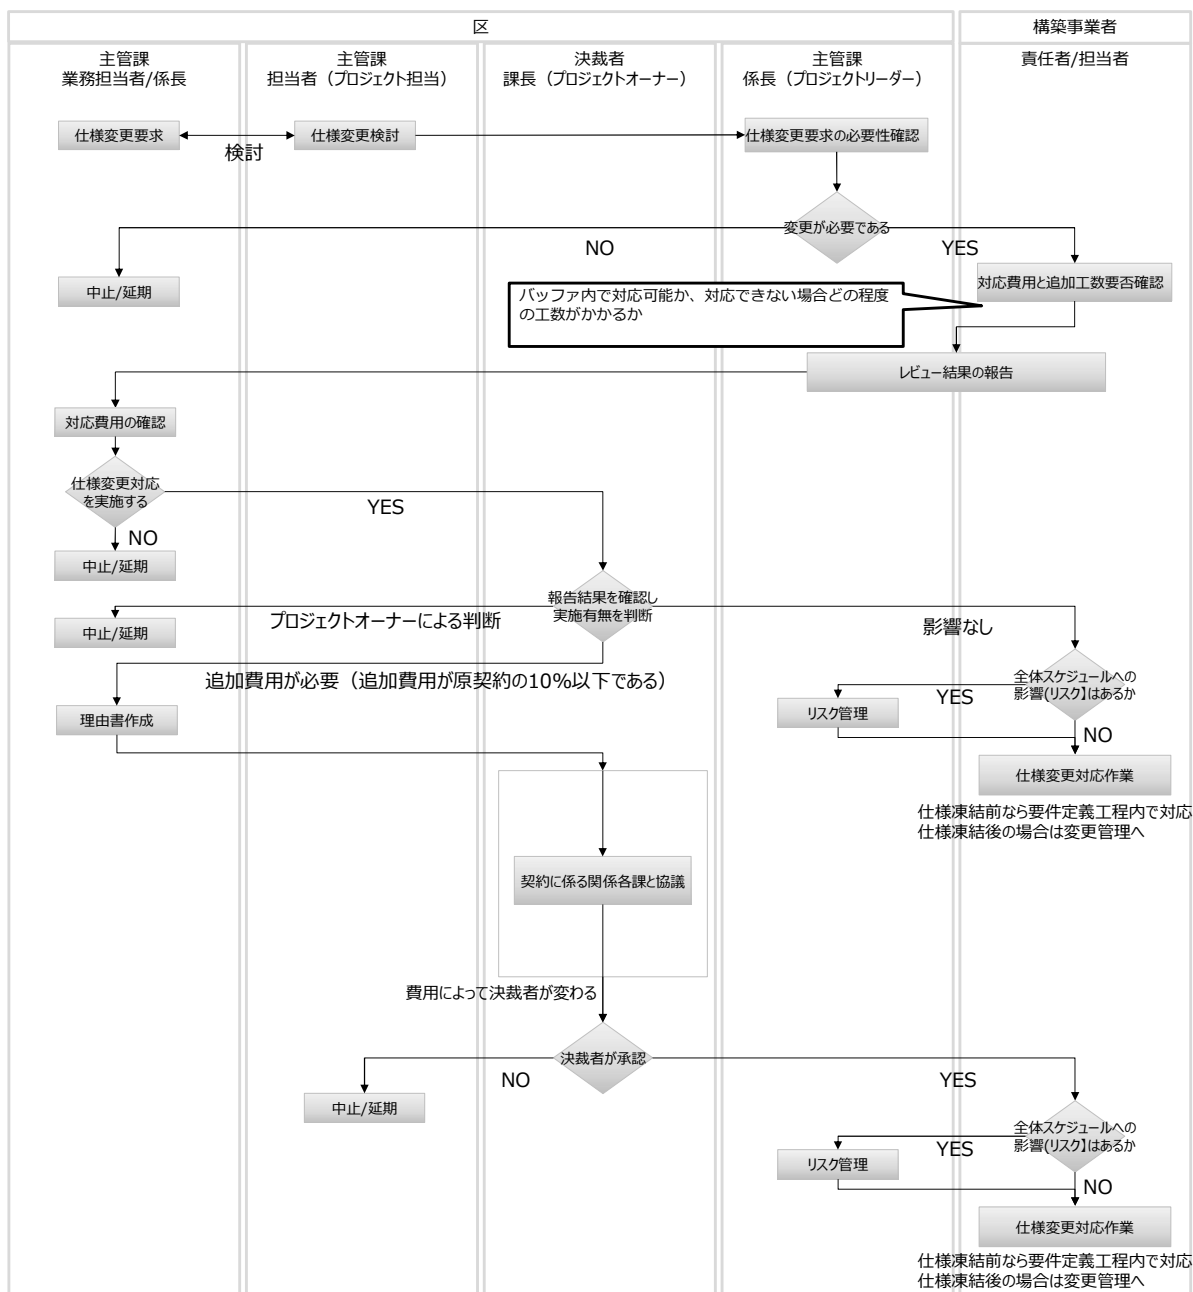 区
構築事業者
主管課
業務担当者/係長
主管課
担当者（プロジェクト担当）
決裁者
課長（プロジェクトオーナー）
主管課
係長（プロジェクトリーダー）
責任者/担当者
仕様変更要求
検討
仕様変更検討
仕様変更要求の必要性確認
変更が必要である
NO
YES
中止/延期
対応費用と追加工数要否確認
バッファ内で対応可能か、対応できない場合どの程度
の工数がかかるか
レビュー結果の報告
対応費用の確認
仕様変更対応
を実施する
YES
NO
中止/延期
報告結果を確認し
実施有無を判断
プロジェクトオーナーによる判断
影響なし
中止/延期
追加費用が必要（追加費用が原契約の10%以下である）
全体スケジュールへの
影響(リスク】はあるか
YES
リスク管理
理由書作成
NO
仕様変更対応作業
仕様凍結前なら要件定義工程内で対応
仕様凍結後の場合は変更管理へ
契約に係る関係各課と協議
費用によって決裁者が変わる
決裁者が承認
NO
YES
中止/延期
全体スケジュールへの
影響(リスク】はあるか
YES
リスク管理
NO
仕様変更対応作業
仕様凍結前なら要件定義工程内で対応
仕様凍結後の場合は変更管理へ